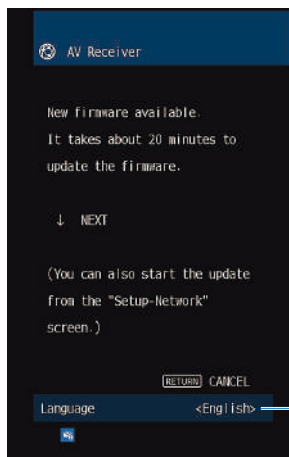 AV Receiver
New firmware available.
It takes about 20 minutes to
update the firmware.
↓ NEXT
(You can also start the update
from the "Setup-Network"
screen.)
RETURN CANCEL
Language <English>